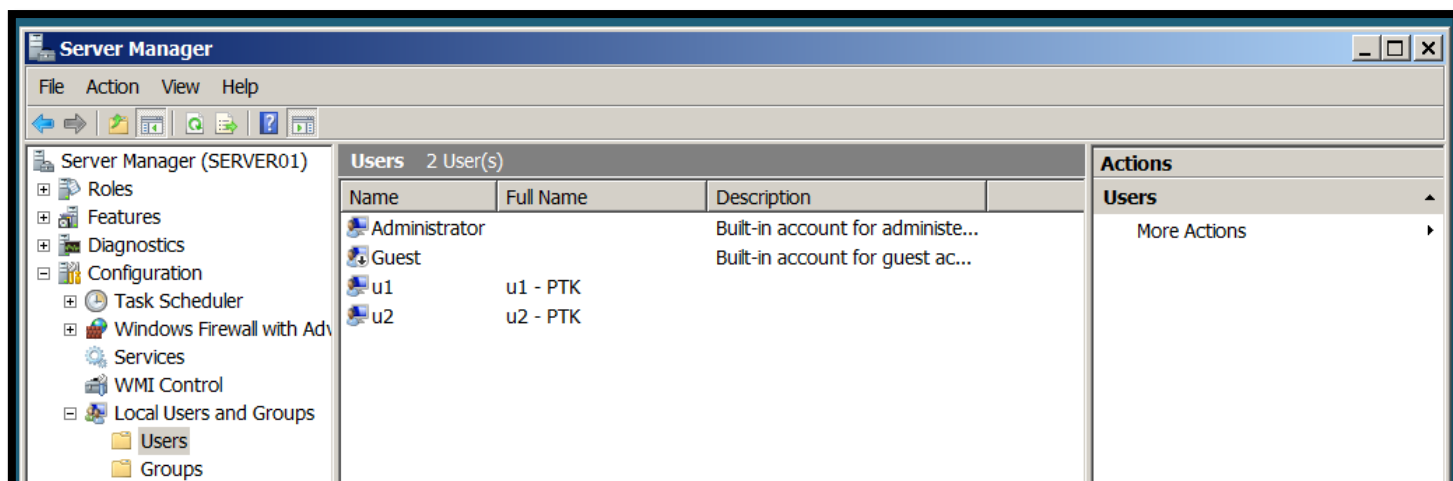 Server Manager
File Action View Help
Server Manager (SERVER01)
Roles
Features
Diagnostics
Configuration
Task Scheduler
Windows Firewall with Adv
Services
WMI Control
Local Users and Groups
Users
Groups
Users 2 User(s)
Name Full Name Description
Administrator Built-in account for administe...
Guest Built-in account for guest ac...
u1 u1 - PTK
u2 u2 - PTK
Actions
Users
More Actions